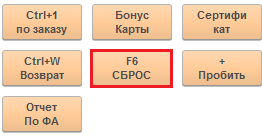 Ctrl+1
по заказу
Бонус
Карты
Сертифи
кат
Ctrl+W
Возврат
F6
СБРОС
+
Пробить
Отчет
По ФА